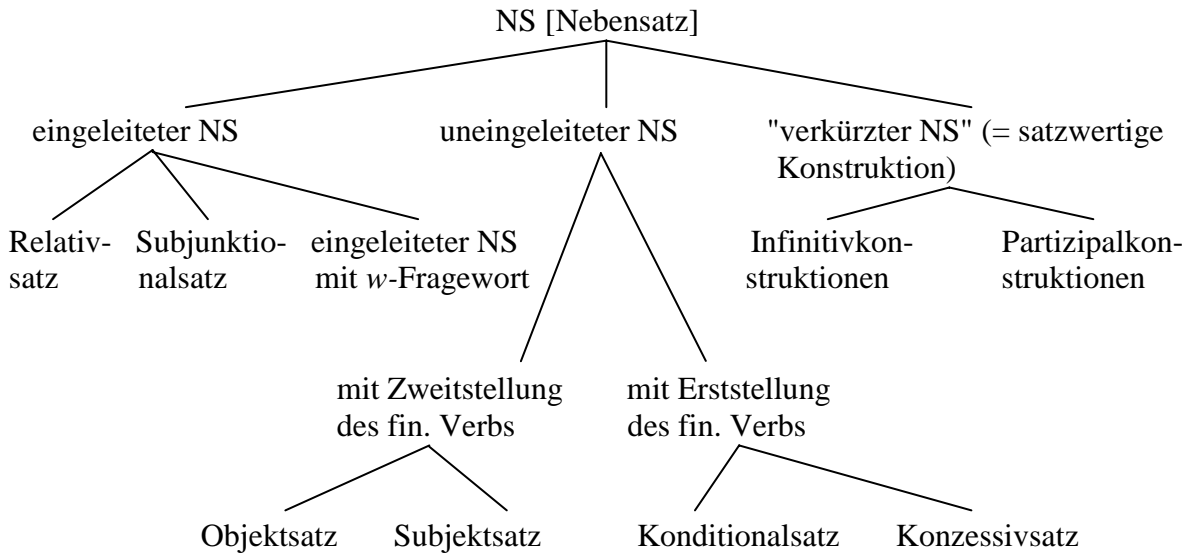 NS [Nebensatz]
eingeleiteter NS
uneingeleiteter NS
"verkürzter NS" (= satzwertige
Konstruktion)
Relativ-
satz
Subjunktio-
nalsatz
eingeleiteter NS
mit w-Fragewort
Infinitivkon-
struktionen
Partizipalkon-
struktionen
mit Zweitstellung
des fin. Verbs
mit Erststellung
des fin. Verbs
Objektsatz
Subjektsatz
Konditionalsatz
Konzessivsatz